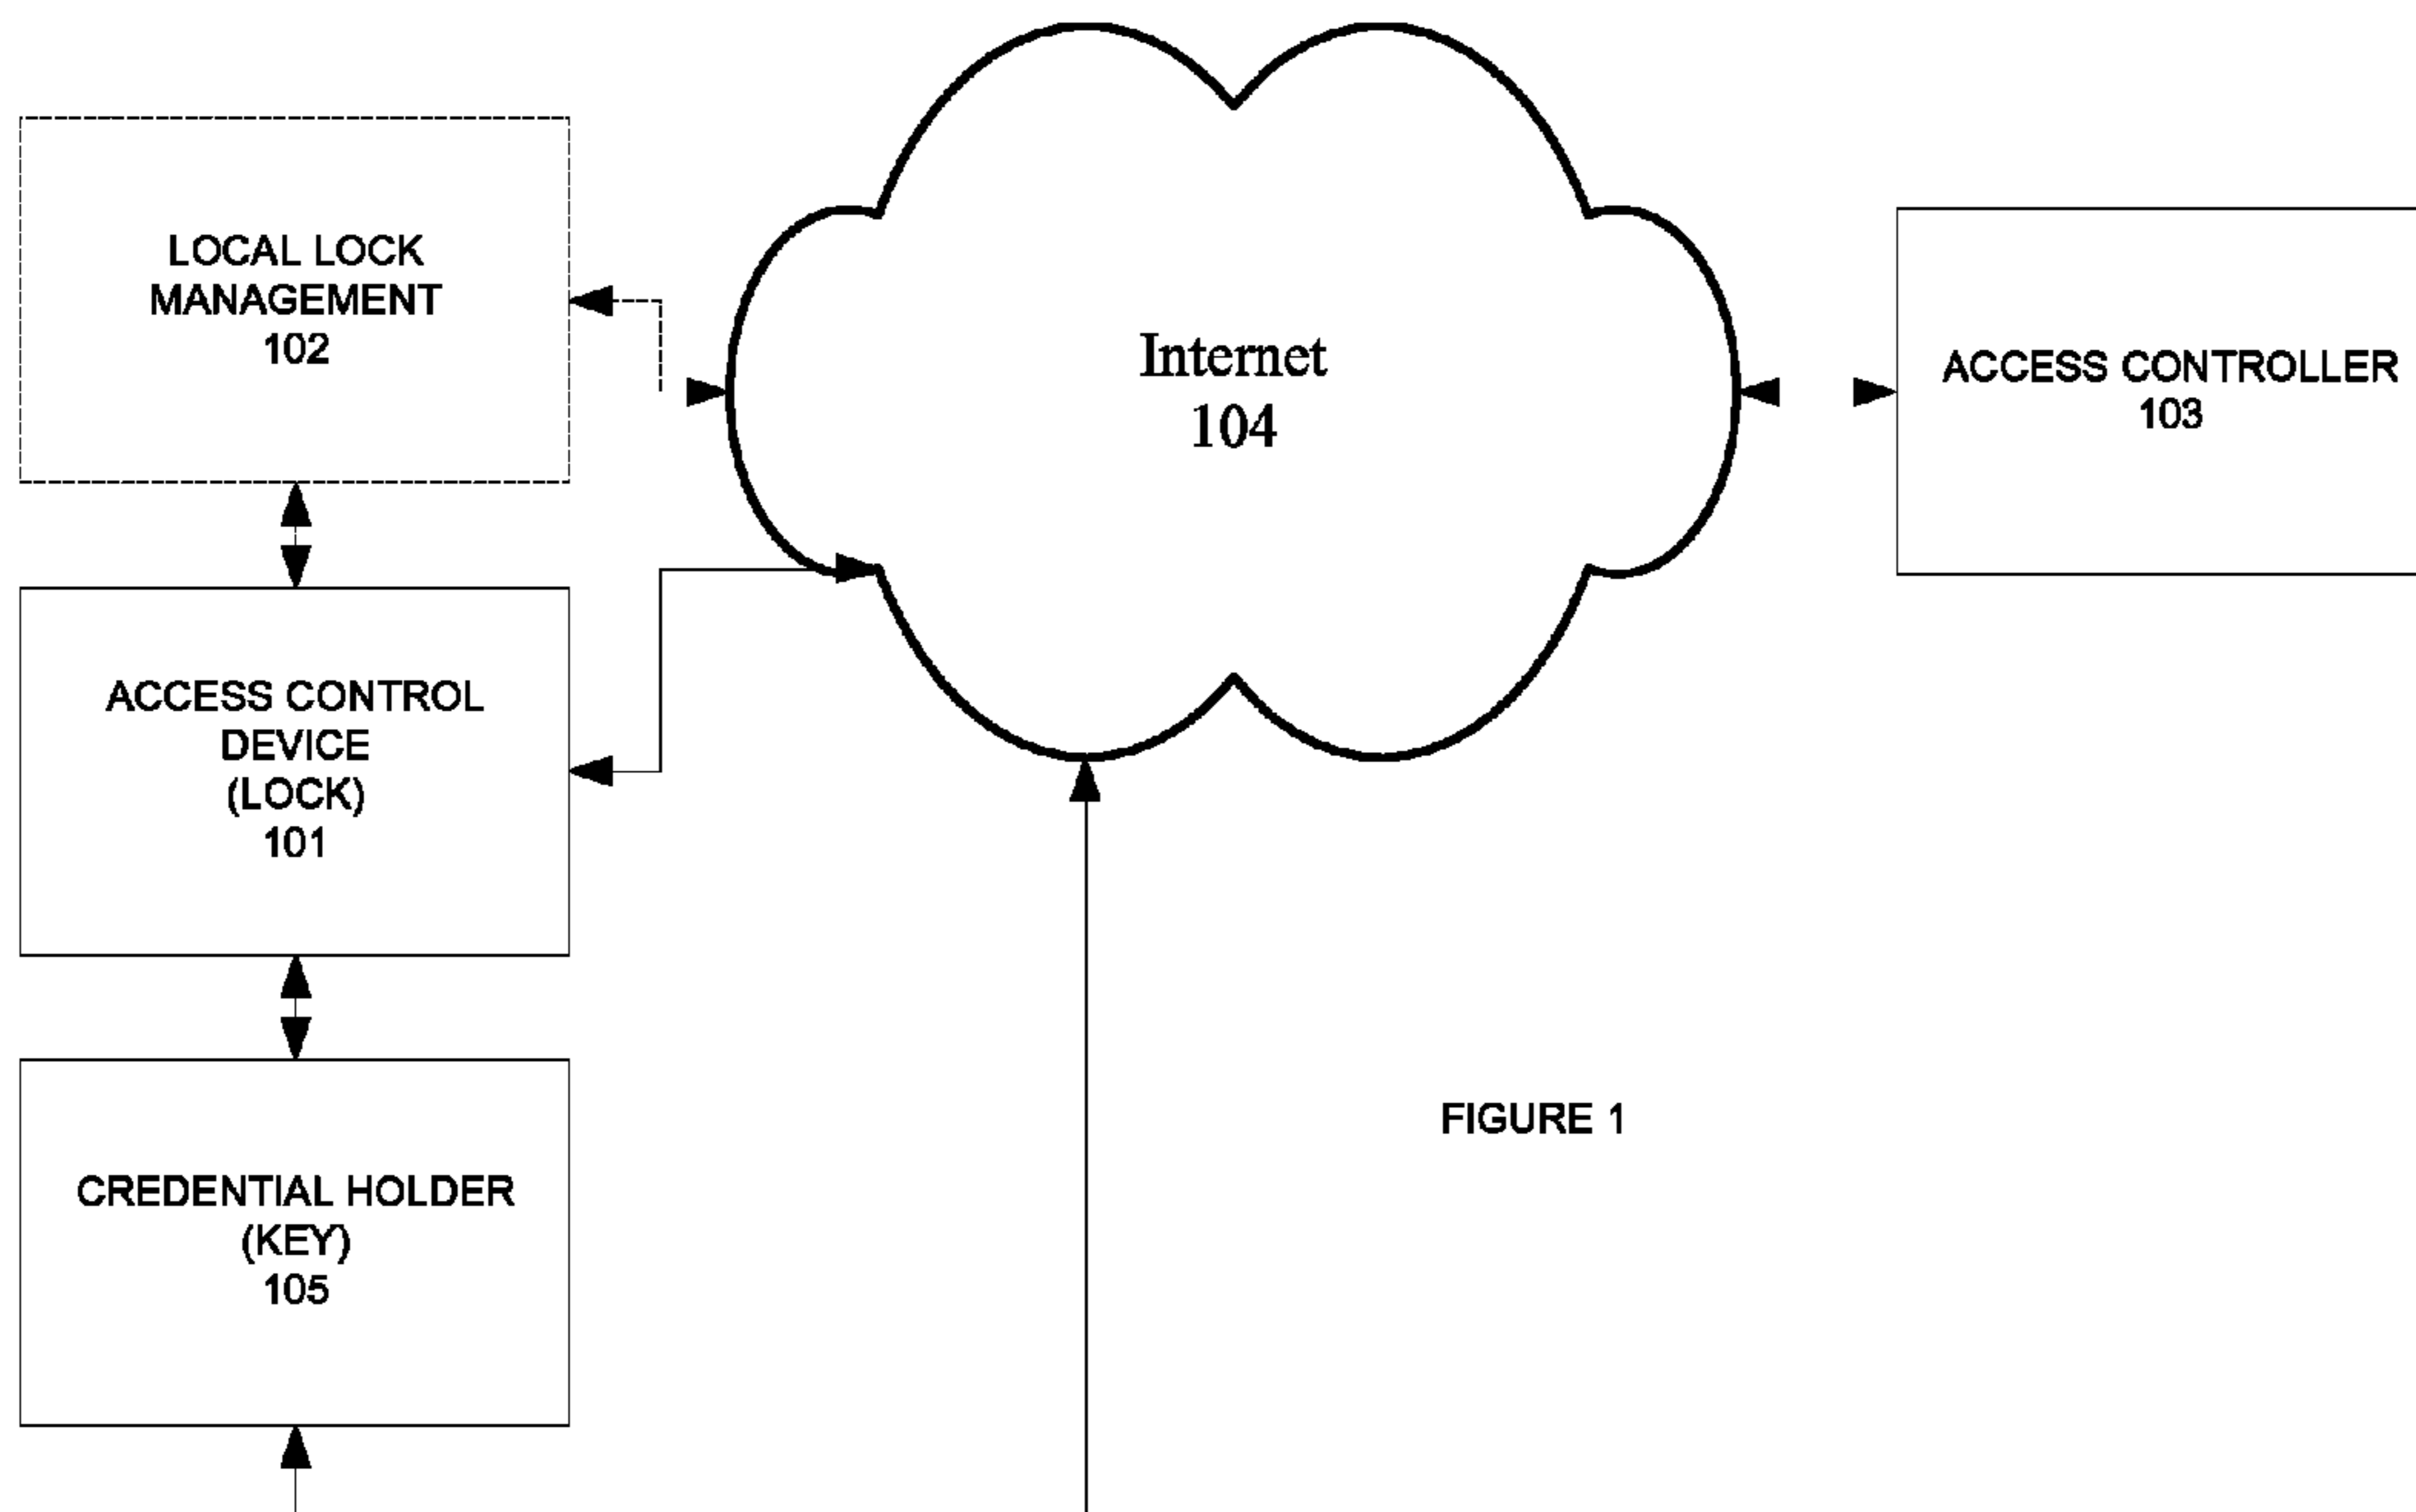 LOCAL LOCK
MANAGEMENT
102
Internet
104
ACCESS CONTROLLER
103
ACCESS CONTROL
DEVICE
(LOCK)
101
CREDENTIAL HOLDER
(KEY)
105
FIGURE 1